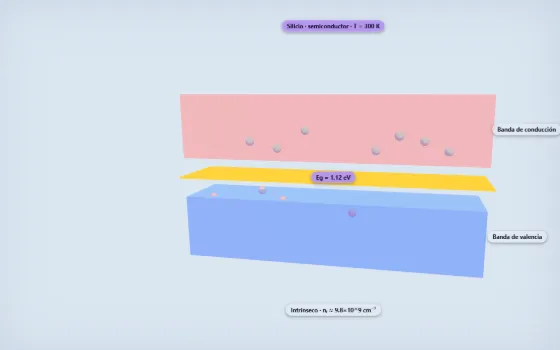 Silicio · semiconductor · T = 300 K
Banda de conducción
Eg = 1.12 eV
Banda de valencia
Intrínseco · nᵢ ≈ 9.8×10^9 cm⁻³